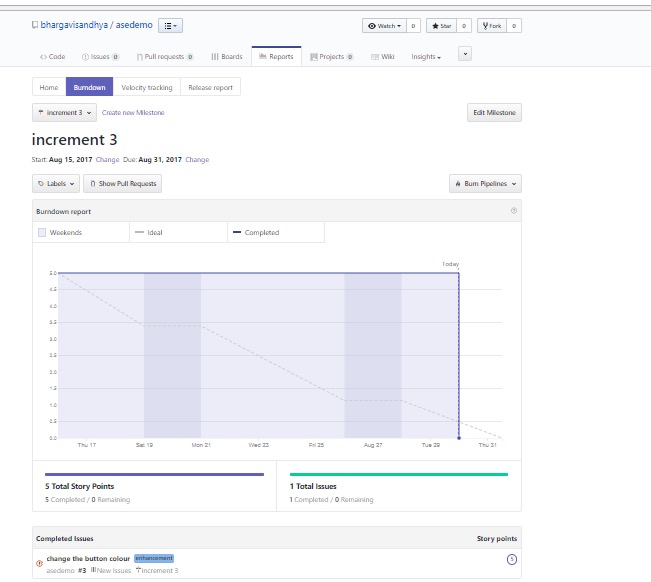 bhargavisandhya / asedemo
Watch 0 Star 0 Fork 0
Code Issues 0 Pull requests 0 Boards Reports Projects 0 Wiki Insights
Home Burndown Velocity tracking Release report
increment 3 Create new Milestone Edit Milestone
increment 3
Start: Aug 15, 2017 Change Due: Aug 31, 2017 Change
Labels Show Pull Requests Burn Pipelines
Burndown report
Weekends Ideal Completed
Today
5.0
4.5
4.0
3.5
3.0
2.5
2.0
1.5
1.0
0.5
0.0
Thu 17 Sat 19 Mon 21 Wed 23 Fri 25 Aug 27 Tue 29 Thu 31
5 Total Story Points 1 Total Issues
5 Completed / 0 Remaining 1 Completed / 0 Remaining
Completed Issues Story points
change the button colour enhancement 5
asedemo #3 New Issues increment 3